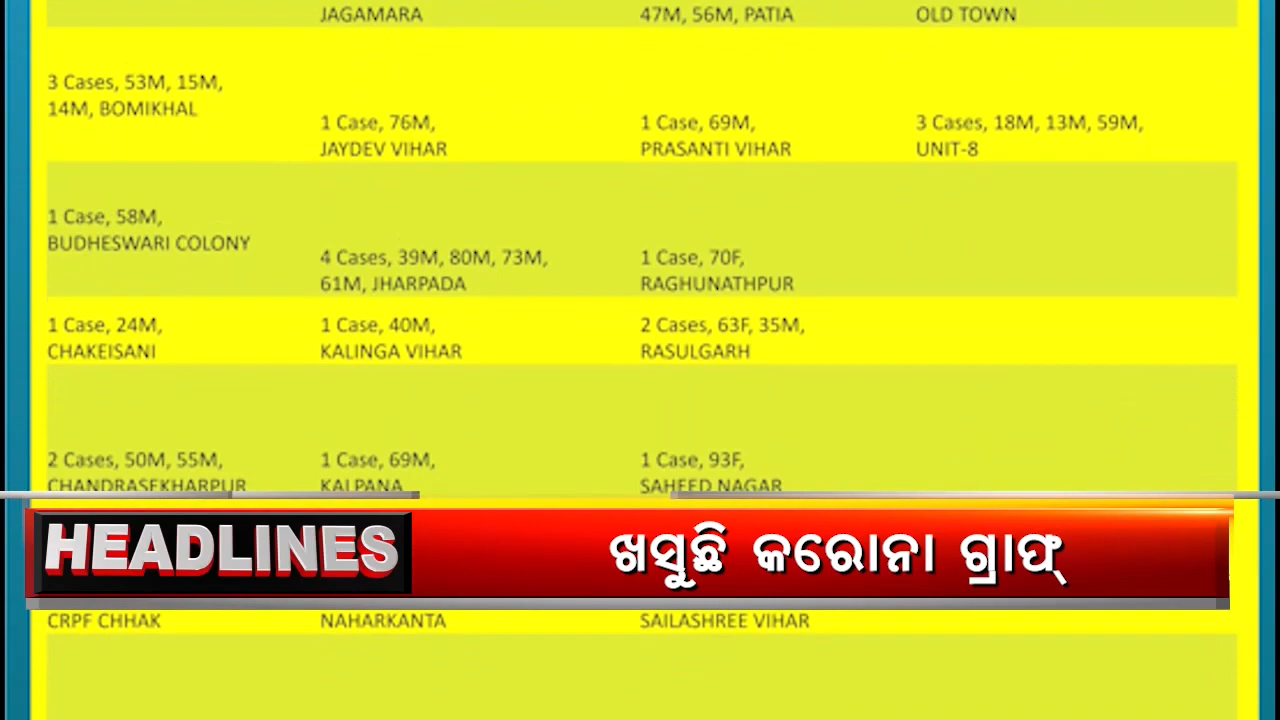 JAGAMARA
47M, 56M, PATIA
OLD TOWN
3 Cases, 53M, 15M,
14M, BOMIKHAL
1 Case, 76M,
JAYDEV VIHAR
1 Case, 69M,
PRASANTI VIHAR
3 Cases, 18M, 13M, 59M,
UNIT-8
1 Case, 58M,
BUDHESWARI COLONY
4 Cases, 39M, 80M, 73M,
61M, JHARPADA
1 Case, 70F,
RAGHUNATHPUR
1 Case, 24M,
CHAKEISANI
1 Case, 40M,
KALINGA VIHAR
2 Cases, 63F, 35M,
RASULGARH
2 Cases, 50M, 55M,
CHANDRASEKHARPUR
1 Case, 69M,
KALPANA
1 Case, 93F,
SAHEED NAGAR
HEADLINES
ଖସୁଛି କରୋନା ଗ୍ରାଫ୍
CRPF CHHAK
NAHARKANTA
SAILASHREE VIHAR